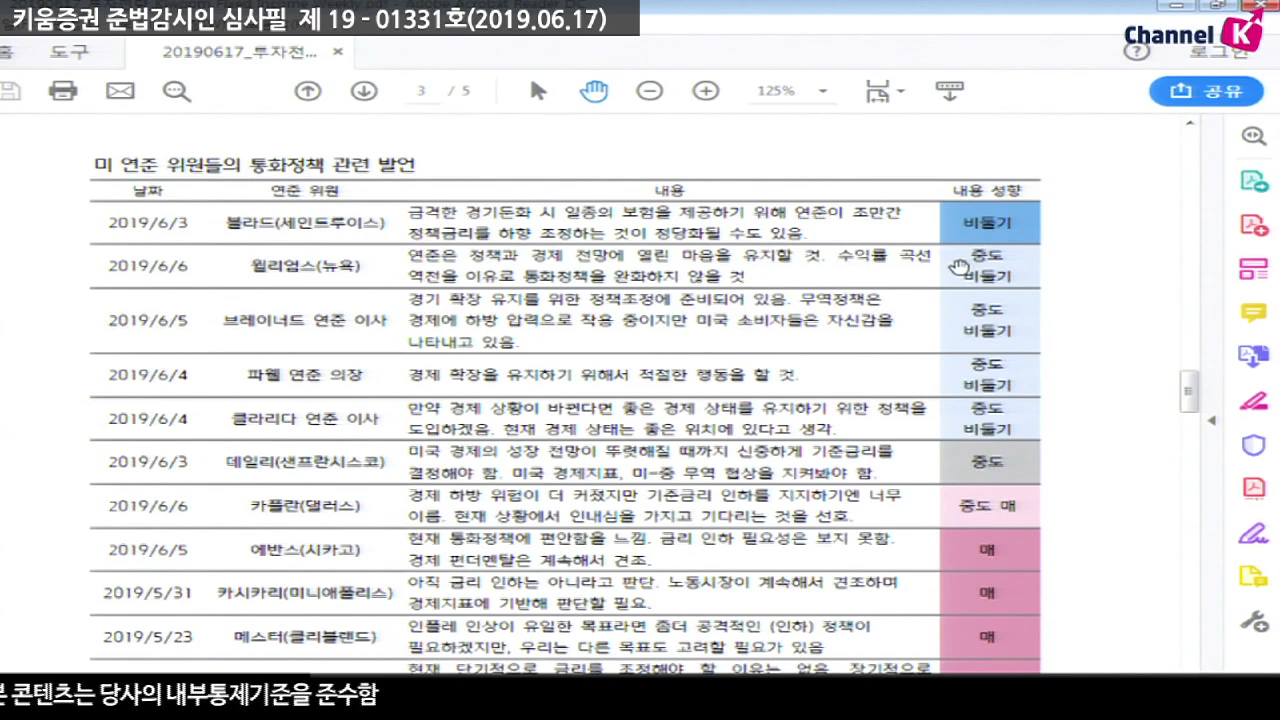 키움증권 준법감시인 심사필 제 19 - 01331호(2019.06.17)
Channel K
홈 도구 20190617_투자전... × ? 로그인
3 / 5 125% 공유
미 연준 위원들의 통화정책 관련 발언
날짜 연준 위원 내용 내용 성향
2019/6/3 불라드(세인트루이스) 급격한 경기둔화 시 일종의 보험을 제공하기 위해 연준이 조만간 비둘기
정책금리를 하향 조정하는 것이 정당화될 수도 있음.
2019/6/6 윌리엄스(뉴욕) 연준은 정책과 경제 전망에 열린 마음을 유지할 것. 수익률 곡선 중도
역전을 이유로 통화정책을 완화하지 않을 것 비둘기
경기 확장 유지를 위한 정책조정에 준비되어 있음. 무역정책은 중도
2019/6/5 브레이너드 연준 이사 경제에 하방 압력으로 작용 중이지만 미국 소비자들은 자신감을 비둘기
나타내고 있음.
2019/6/4 파웰 연준 의장 경제 확장을 유지하기 위해서 적절한 행동을 할 것. 중도
비둘기
2019/6/4 클라리다 연준 이사 만약 경제 상황이 바뀐다면 좋은 경제 상태를 유지하기 위한 정책을 중도
도입하겠음. 현재 경제 상태는 좋은 위치에 있다고 생각. 비둘기
2019/6/3 데일리(샌프란시스코) 미국 경제의 성장 전망이 뚜렷해질 때까지 신중하게 기준금리를 중도
결정해야 함. 미국 경제지표, 미-중 무역 협상을 지켜봐야 함.
2019/6/6 카플란(댈러스) 경제 하방 위험이 더 커졌지만 기준금리 인하를 지지하기엔 너무 중도 매
이름. 현재 상황에서 인내심을 가지고 기다리는 것을 선호.
2019/6/5 에반스(시카고) 현재 통화정책에 편안함을 느낌. 금리 인하 필요성은 보지 못함. 매
경제 펀더멘탈은 계속해서 견조.
2019/5/31 카시카리(미니애폴리스) 아직 금리 인하는 아니라고 판단. 노동시장이 계속해서 견조하며 매
경제지표에 기반해 판단할 필요.
2019/5/23 메스터(클리블랜드) 인플레 인상이 유일한 목표라면 좀더 공격적인 (인하) 정책이 매
필요하겠지만, 우리는 다른 목표도 고려할 필요가 있음
현재 단기적으로 금리를 조정해야 할 이유는 없음. 장기적으로
본 콘텐츠는 당사의 내부통제기준을 준수함